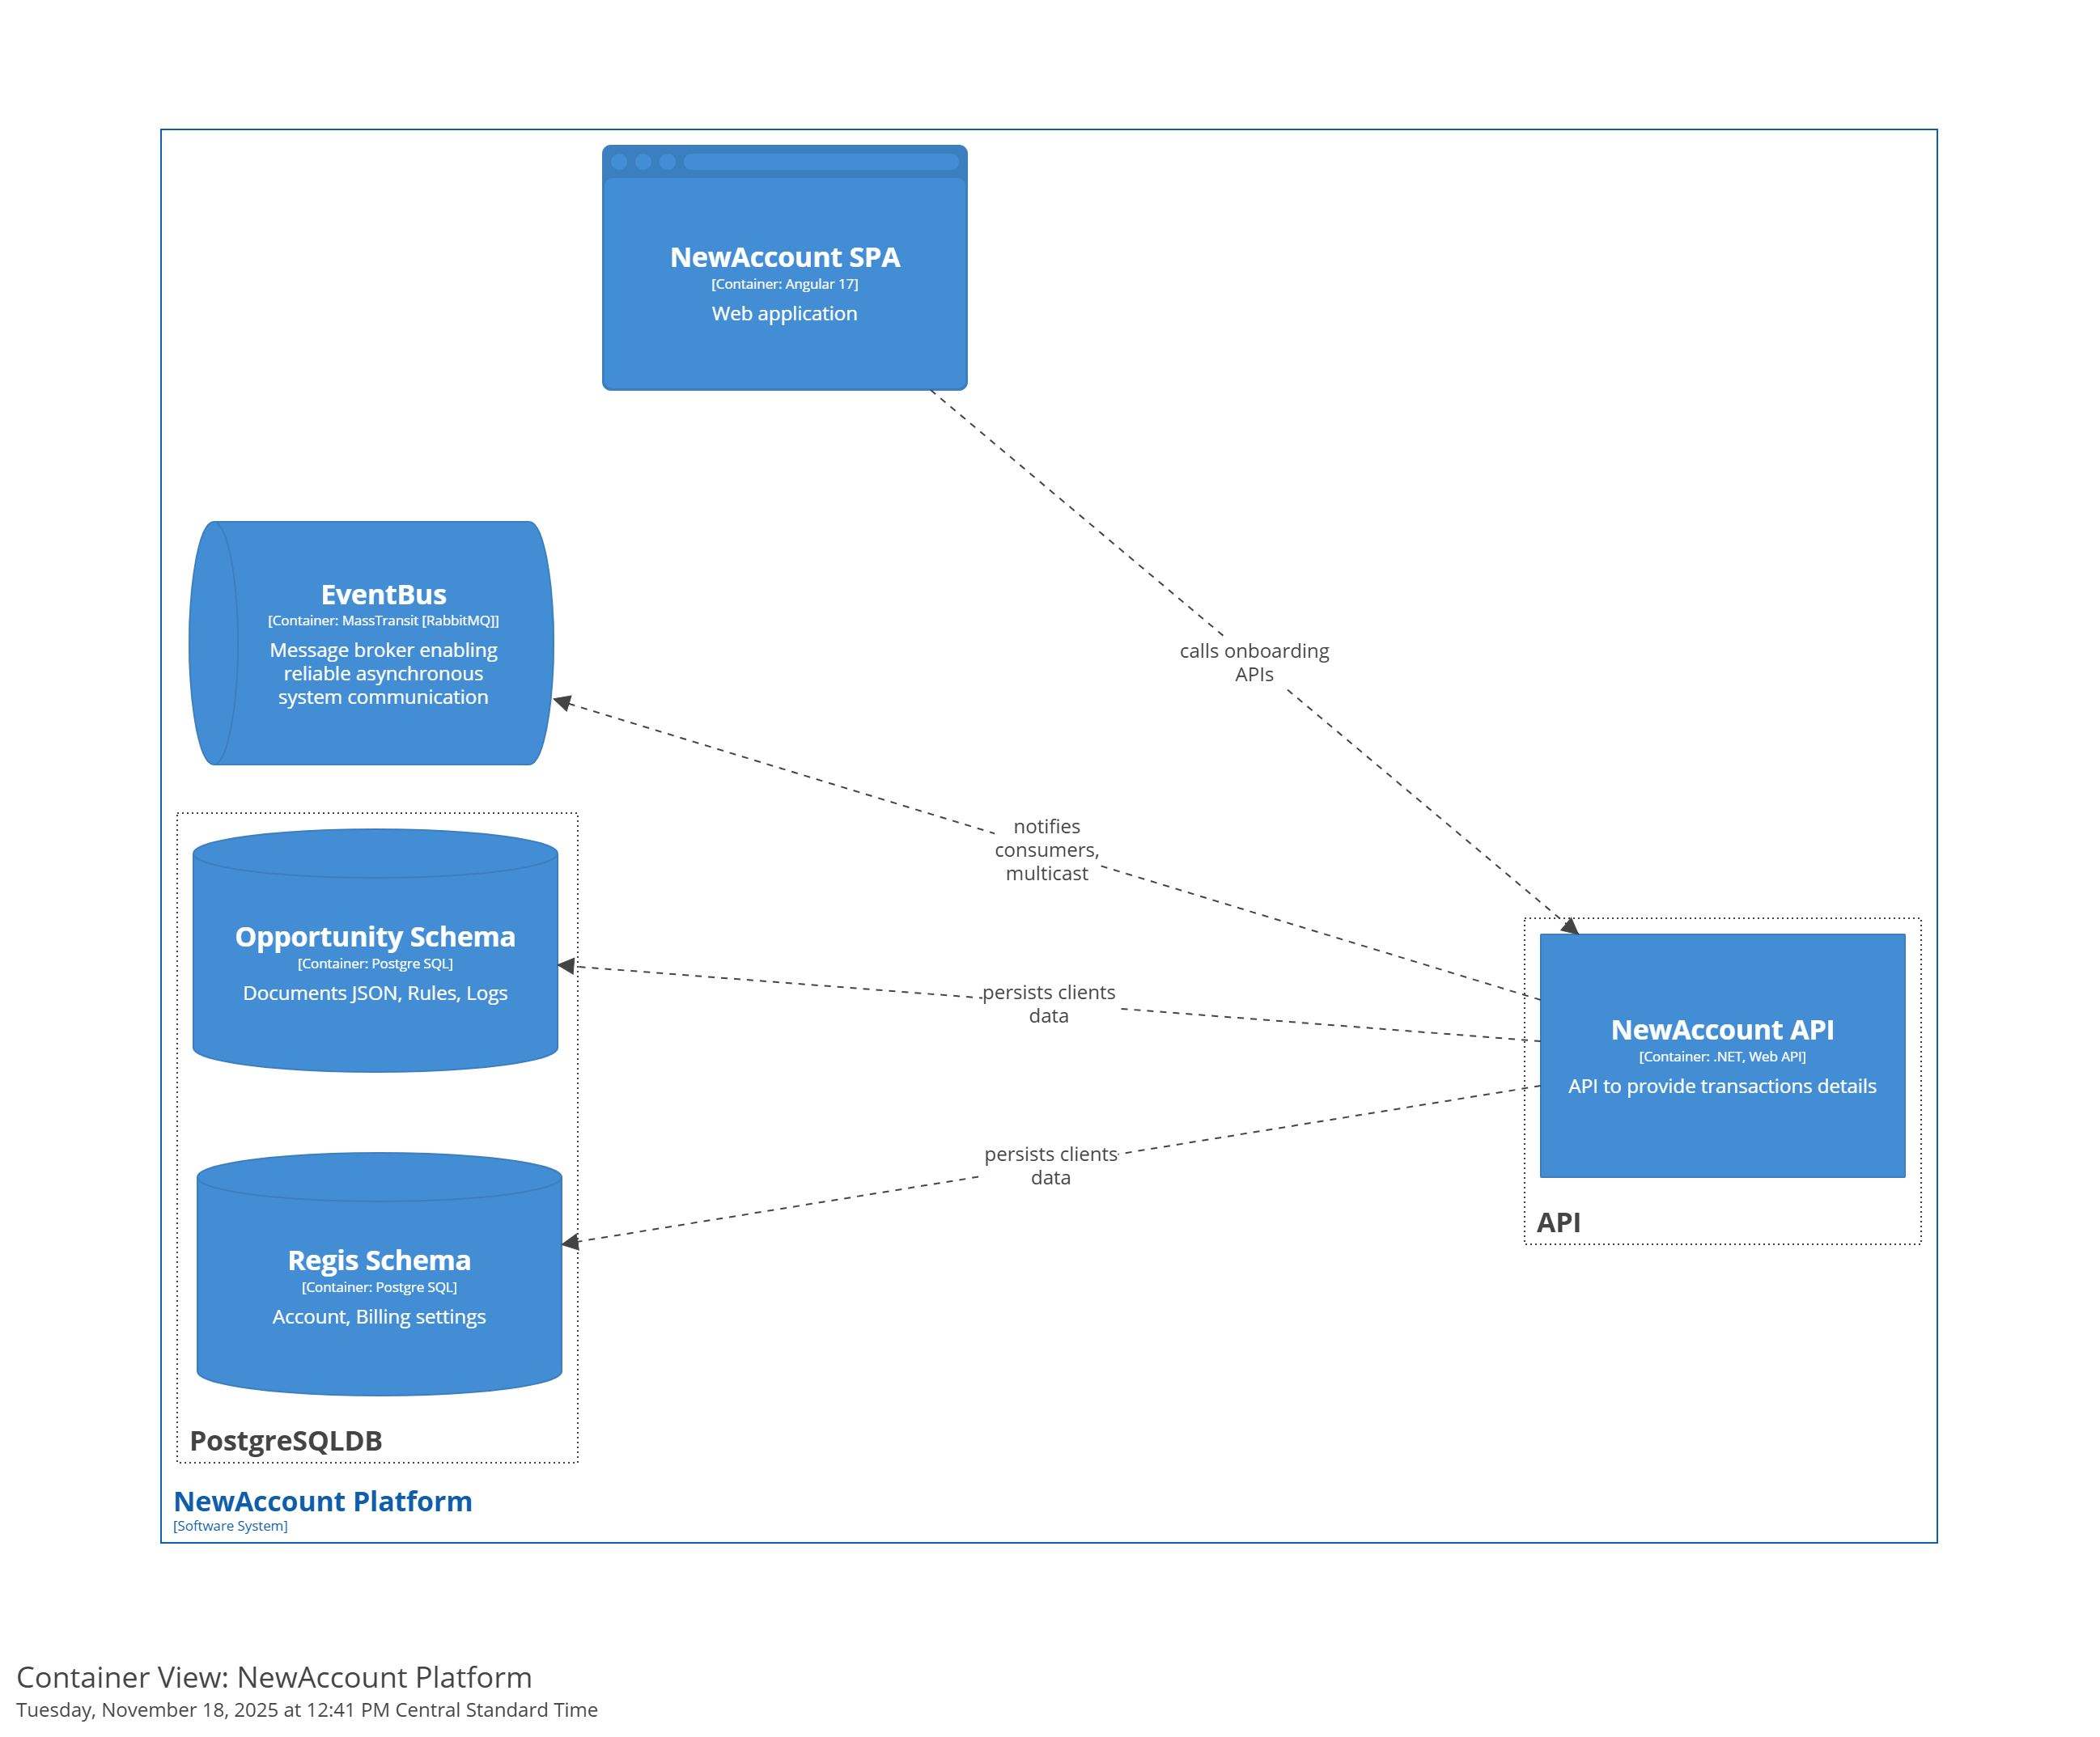 NewAccount SPA
[Container: Angular 17]
Web application
EventBus
[Container: MassTransit [RabbitMQ]]
Message broker enabling
reliable asynchronous
system communication
calls onboarding
APIs
notifies
consumers,
multicast
Opportunity Schema
[Container: Postgre SQL]
Documents JSON, Rules, Logs
persists clients
data
NewAccount API
[Container: .NET, Web API]
API to provide transactions details
API
persists clients
data
Regis Schema
[Container: Postgre SQL]
Account, Billing settings
PostgreSQLDB
NewAccount Platform
[Software System]
Container View: NewAccount Platform
Tuesday, November 18, 2025 at 12:41 PM Central Standard Time